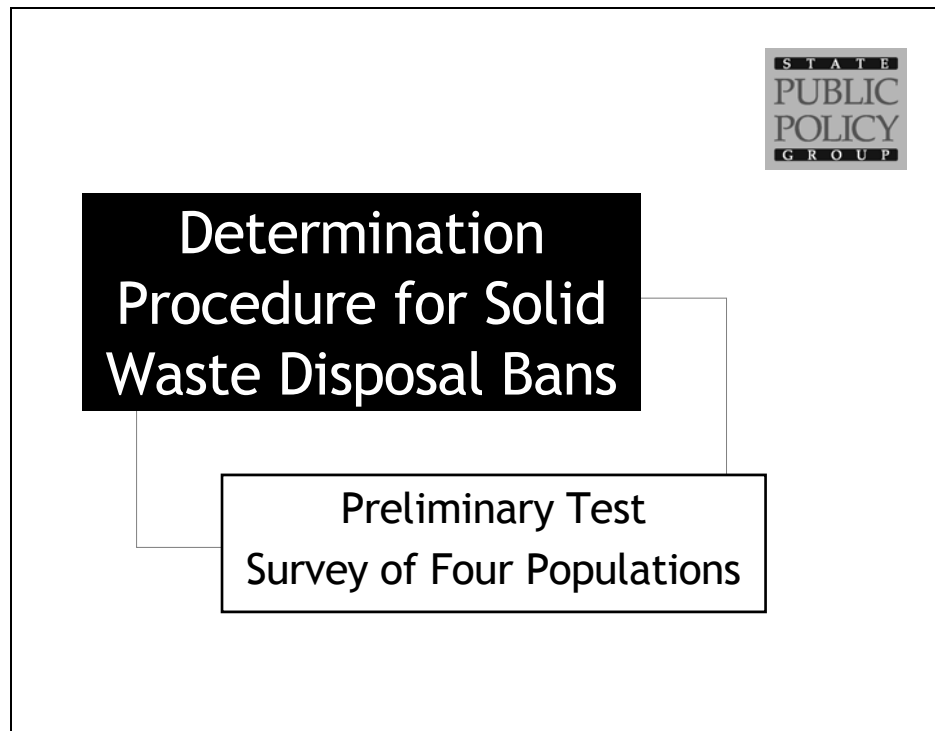 STATE
PUBLIC
POLICY
GROUP
Determination
Procedure for Solid
Waste Disposal Bans
Preliminary Test
Survey of Four Populations